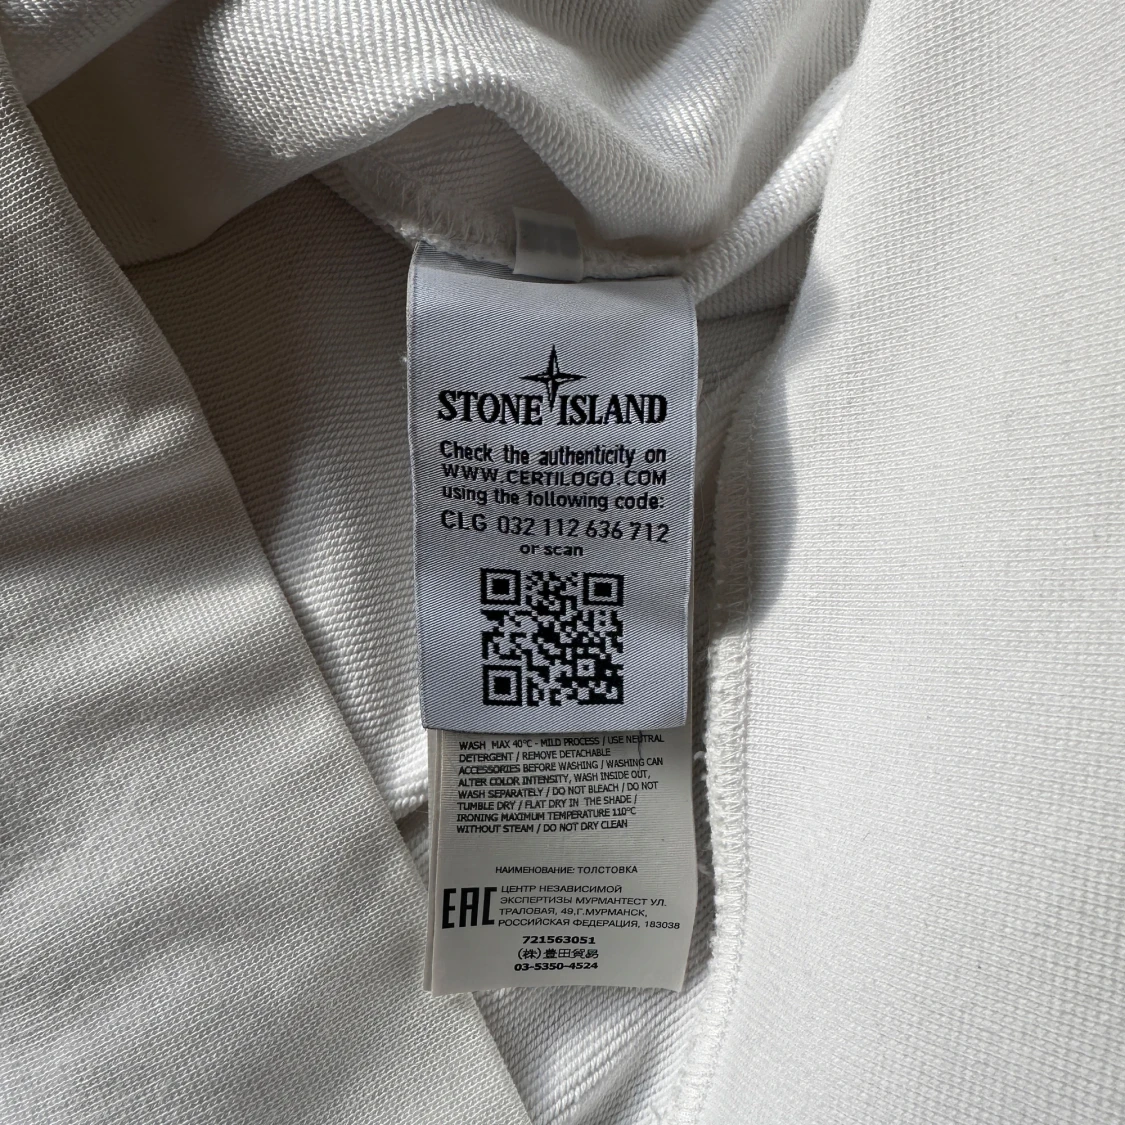 STONE ISLAND
Check the authenticity on
WWW.CERTILOGO.COM
using the following code:
CLG 032 112 636 712
or scan
WASH MAX 40°C - MILD PROCESS / USE NEUTRAL
DETERGENT / REMOVE DETACHABLE
ACCESSORIES BEFORE WASHING / WASHING CAN
ALTER COLOR INTENSITY, WASH INSIDE OUT,
WASH SEPARATELY / DO NOT BLEACH / DO NOT
TUMBLE DRY / FLAT DRY IN THE SHADE /
IRONING MAXIMUM TEMPERATURE 110°C
WITHOUT STEAM / DO NOT DRY CLEAN
НАИМЕНОВАНИЕ: ТОЛСТОВКА
EAC
ЦЕНТР НЕЗАВИСИМОЙ
ЭКСПЕРТИЗЫ МУРМАНТЕСТ УЛ.
ТРАЛОВАЯ, 49,Г.МУРМАНСК,
РОССИЙСКАЯ ФЕДЕРАЦИЯ, 183038
721563051
(株)豊田貿易
03-5350-4524